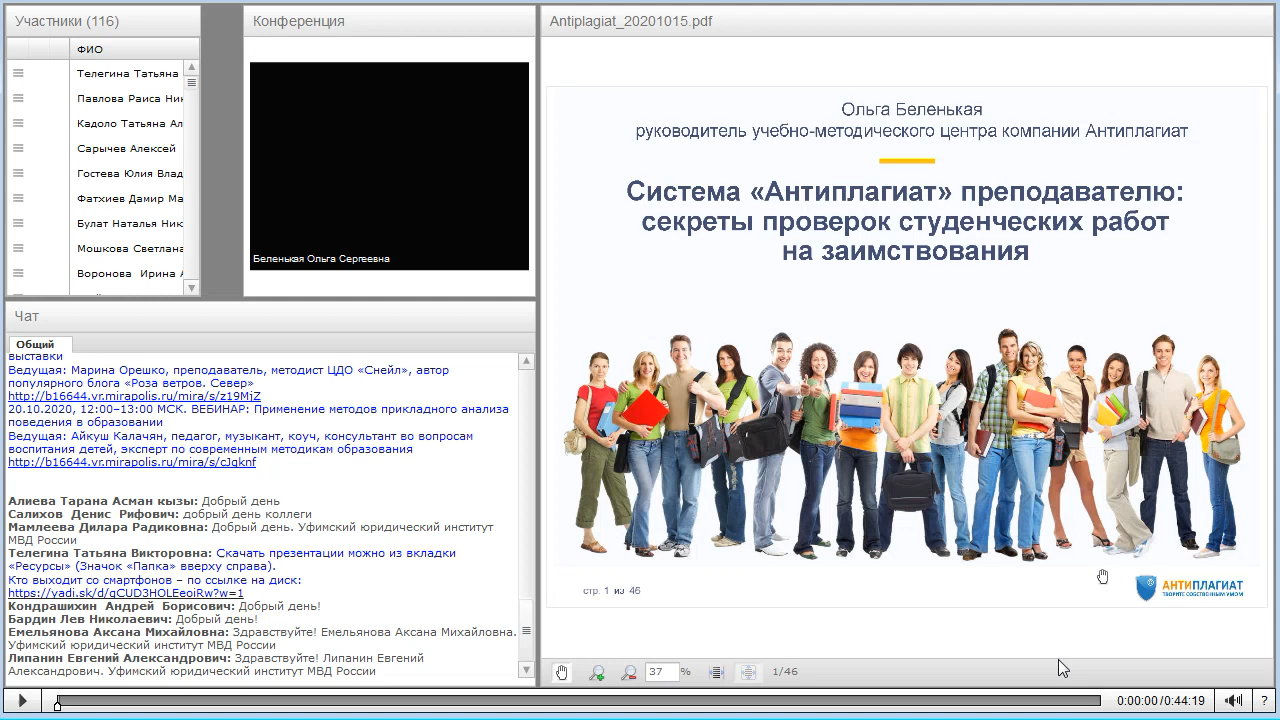 Участники (116)
ФИО
Телегина Татьяна
Павлова Раиса Ник
Кадоло Татьяна Ал
Сарычев Алексей
Гостева Юлия Влад
Фатхиев Дамир Ма
Булат Наталья Ник
Мошкова Светлана
Воронова Ирина А
Конференция
Беленькая Ольга Сергеевна
Чат
Общий
выставки
Ведущая: Марина Орешко, преподаватель, методист ЦДО «Снейл», автор
популярного блога «Роза ветров. Север»
http://b16644.vr.mirapolis.ru/mira/s/z19MjZ
20.10.2020, 12:00–13:00 МСК. ВЕБИНАР: Применение методов прикладного анализа
поведения в образовании
Ведущая: Айкуш Калачян, педагог, музыкант, коуч, консультант во вопросам
воспитания детей, эксперт по современным методикам образования
http://b16644.vr.mirapolis.ru/mira/s/cJgknf
Алиева Тарана Асман кызы: Добрый день
Салихов Денис Рифович: добрый день коллеги
Мамлеева Дилара Радиковна: Добрый день. Уфимский юридический институт
МВД России
Телегина Татьяна Викторовна: Скачать презентации можно из вкладки
«Ресурсы» (Значок «Папка» вверху справа).
Кто выходит со смартфонов – по ссылке на диск:
https://yadi.sk/d/qCUD3HOLEeoiRw?w=1
Кондрашихин Андрей Борисович: Добрый день!
Бардин Лев Николаевич: Добрый день!
Емельянова Аксана Михайловна: Здравствуйте! Емельянова Аксана Михайловна.
Уфимский юридический институт МВД России
Липанин Евгений Александрович: Здравствуйте! Липанин Евгений
Александрович. Уфимский юридический институт МВД России
Antiplagiat_20201015.pdf
Ольга Беленькая
руководитель учебно-методического центра компании Антиплагиат
Система «Антиплагиат» преподавателю:
секреты проверок студенческих работ
на заимствования
стр. 1 из 46
АНТИПЛАГИАТ
ТВОРИТЕ СОБСТВЕННЫМ УМОМ
37 %
1/46
0:00:00 / 0:44:19
?